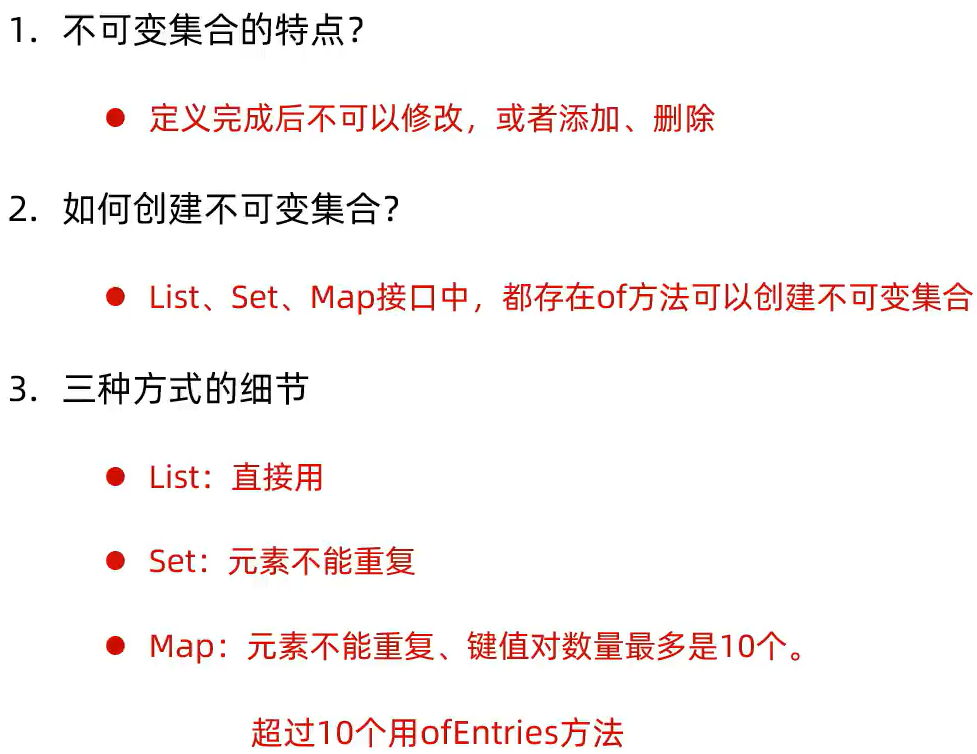 1. 不可变集合的特点？
● 定义完成后不可以修改，或者添加、删除
2. 如何创建不可变集合？
● List、Set、Map接口中，都存在of方法可以创建不可变集合
3. 三种方式的细节
● List：直接用
● Set：元素不能重复
● Map：元素不能重复、键值对数量最多是10个。
超过10个用ofEntries方法